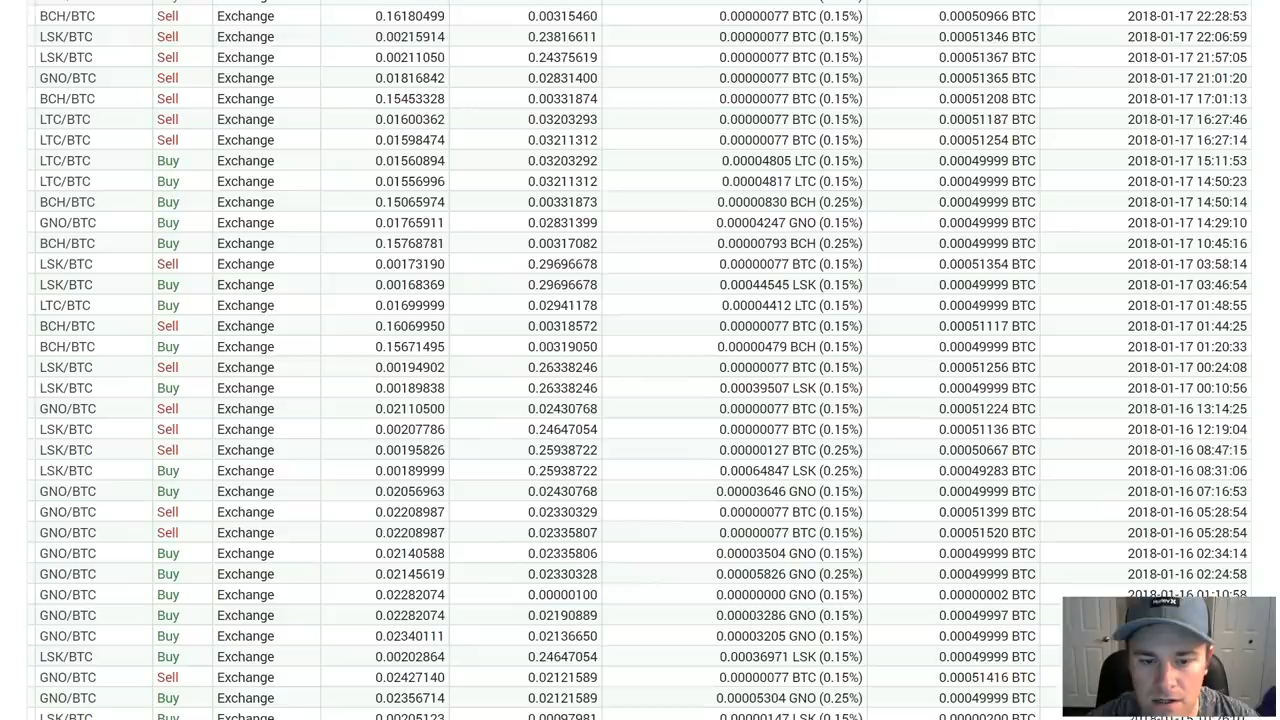 BCH/BTC Sell Exchange 0.16180499 0.00315460 0.00000077 BTC (0.15%) 0.00050966 BTC 2018-01-17 22:28:53
LSK/BTC Sell Exchange 0.00215914 0.23816611 0.00000077 BTC (0.15%) 0.00051346 BTC 2018-01-17 22:06:59
LSK/BTC Sell Exchange 0.00211050 0.24375619 0.00000077 BTC (0.15%) 0.00051367 BTC 2018-01-17 21:57:05
GNO/BTC Sell Exchange 0.01816842 0.02831400 0.00000077 BTC (0.15%) 0.00051365 BTC 2018-01-17 21:01:20
BCH/BTC Sell Exchange 0.15453328 0.00331874 0.00000077 BTC (0.15%) 0.00051208 BTC 2018-01-17 17:01:13
LTC/BTC Sell Exchange 0.01600362 0.03203293 0.00000077 BTC (0.15%) 0.00051187 BTC 2018-01-17 16:27:46
LTC/BTC Sell Exchange 0.01598474 0.03211312 0.00000077 BTC (0.15%) 0.00051254 BTC 2018-01-17 16:27:14
LTC/BTC Buy Exchange 0.01560894 0.03203292 0.00004805 LTC (0.15%) 0.00049999 BTC 2018-01-17 15:11:53
LTC/BTC Buy Exchange 0.01556996 0.03211312 0.00004817 LTC (0.15%) 0.00049999 BTC 2018-01-17 14:50:23
BCH/BTC Buy Exchange 0.15065974 0.00331873 0.00000830 BCH (0.25%) 0.00049999 BTC 2018-01-17 14:50:14
GNO/BTC Buy Exchange 0.01765911 0.02831399 0.00004247 GNO (0.15%) 0.00049999 BTC 2018-01-17 14:29:10
BCH/BTC Buy Exchange 0.15768781 0.00317082 0.00000793 BCH (0.25%) 0.00049999 BTC 2018-01-17 10:45:16
LSK/BTC Sell Exchange 0.00173190 0.29696678 0.00000077 BTC (0.15%) 0.00051354 BTC 2018-01-17 03:58:14
LSK/BTC Buy Exchange 0.00168369 0.29696678 0.00044545 LSK (0.15%) 0.00049999 BTC 2018-01-17 03:46:54
LTC/BTC Buy Exchange 0.01699999 0.02941178 0.00004412 LTC (0.15%) 0.00049999 BTC 2018-01-17 01:48:55
BCH/BTC Sell Exchange 0.16069950 0.00318572 0.00000077 BTC (0.15%) 0.00051117 BTC 2018-01-17 01:44:25
BCH/BTC Buy Exchange 0.15671495 0.00319050 0.00000479 BCH (0.15%) 0.00049999 BTC 2018-01-17 01:20:33
LSK/BTC Sell Exchange 0.00194902 0.26338246 0.00000077 BTC (0.15%) 0.00051256 BTC 2018-01-17 00:24:08
LSK/BTC Buy Exchange 0.00189838 0.26338246 0.00039507 LSK (0.15%) 0.00049999 BTC 2018-01-17 00:10:56
GNO/BTC Sell Exchange 0.02110500 0.02430768 0.00000077 BTC (0.15%) 0.00051224 BTC 2018-01-16 13:14:25
LSK/BTC Sell Exchange 0.00207786 0.24647054 0.00000077 BTC (0.15%) 0.00051136 BTC 2018-01-16 12:19:04
LSK/BTC Sell Exchange 0.00195826 0.25938722 0.00000127 BTC (0.25%) 0.00050667 BTC 2018-01-16 08:47:15
LSK/BTC Buy Exchange 0.00189999 0.25938722 0.00064847 LSK (0.25%) 0.00049283 BTC 2018-01-16 08:31:06
GNO/BTC Buy Exchange 0.02056963 0.02430768 0.00003646 GNO (0.15%) 0.00049999 BTC 2018-01-16 07:16:53
GNO/BTC Sell Exchange 0.02208987 0.02330329 0.00000077 BTC (0.15%) 0.00051399 BTC 2018-01-16 05:28:54
GNO/BTC Sell Exchange 0.02208987 0.02335807 0.00000077 BTC (0.15%) 0.00051520 BTC 2018-01-16 05:28:54
GNO/BTC Buy Exchange 0.02140588 0.02335806 0.00003504 GNO (0.15%) 0.00049999 BTC 2018-01-16 02:34:14
GNO/BTC Buy Exchange 0.02145619 0.02330328 0.00005826 GNO (0.25%) 0.00049999 BTC 2018-01-16 02:24:58
GNO/BTC Buy Exchange 0.02282074 0.00000100 0.00000000 GNO (0.15%) 0.00000002 BTC 2018-01-16 01:10:58
GNO/BTC Buy Exchange 0.02282074 0.02190889 0.00003286 GNO (0.15%) 0.00049997 BTC
GNO/BTC Buy Exchange 0.02340111 0.02136650 0.00003205 GNO (0.15%) 0.00049999 BTC
LSK/BTC Buy Exchange 0.00202864 0.24647054 0.00036971 LSK (0.15%) 0.00049999 BTC
GNO/BTC Sell Exchange 0.02427140 0.02121589 0.00000077 BTC (0.15%) 0.00051416 BTC
GNO/BTC Buy Exchange 0.02356714 0.02121589 0.00005304 GNO (0.25%) 0.00049999 BTC
LSK/BTC Buy Exchange 0.00205123 0.00097981 0.00000147 LSK (0.15%) 0.00000200 BTC